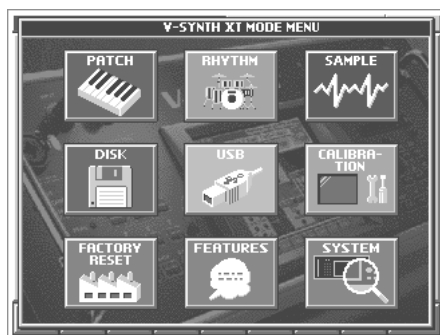 V-SYNTH XT MODE MENU
PATCH
RHYTHM
SAMPLE
DISK
USB
CALIBRA-
TION
FACTORY
RESET
FEATURES
SYSTEM